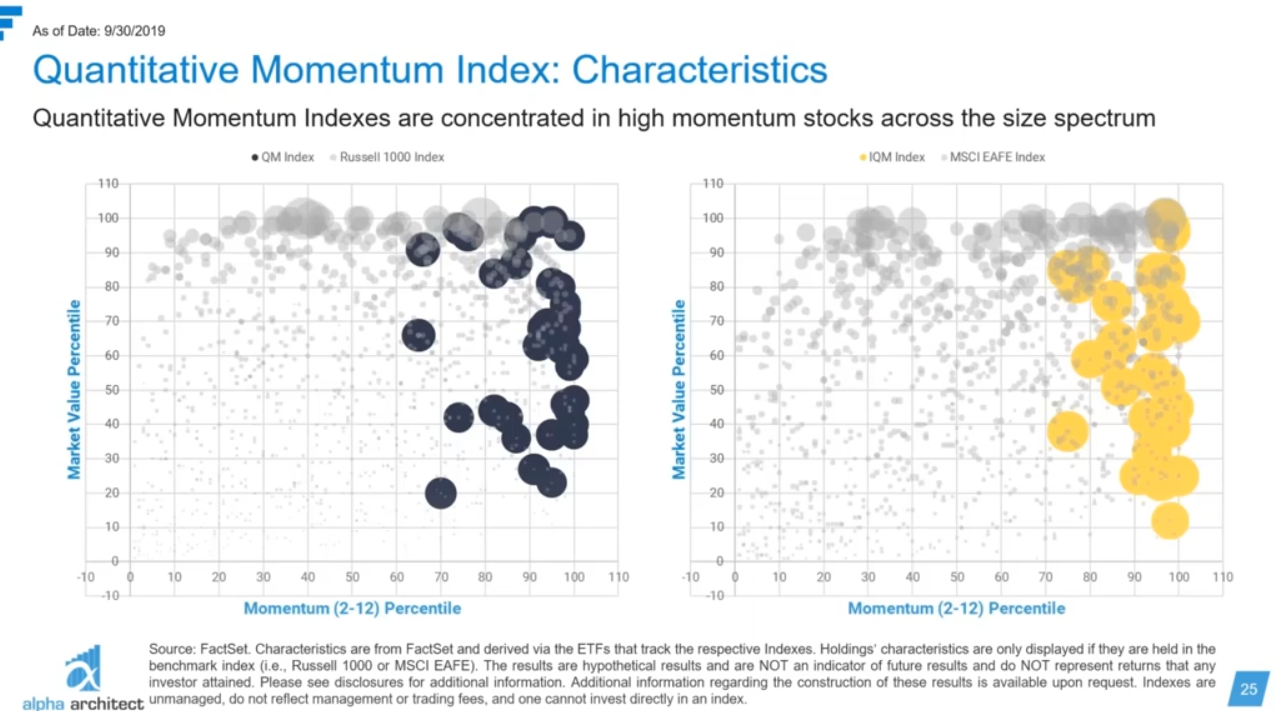 As of Date: 9/30/2019
Quantitative Momentum Index: Characteristics
Quantitative Momentum Indexes are concentrated in high momentum stocks across the size spectrum
QM Index Russell 1000 Index
110
100
90
80
70
60
50
40
30
20
10
0
-10
-10 0 10 20 30 40 50 60 70 80 90 100 110
Market Value Percentile
Momentum (2-12) Percentile
IQM Index MSCI EAFE Index
110
100
90
80
70
60
50
40
30
20
10
0
-10
-10 0 10 20 30 40 50 60 70 80 90 100 110
Market Value Percentile
Momentum (2-12) Percentile
Source: FactSet. Characteristics are from FactSet and derived via the ETFs that track the respective Indexes. Holdings' characteristics are only displayed if they are held in the
benchmark index (i.e., Russell 1000 or MSCI EAFE). The results are hypothetical results and are NOT an indicator of future results and do NOT represent returns that any
investor attained. Please see disclosures for additional information. Additional information regarding the construction of these results is available upon request. Indexes are
unmanaged, do not reflect management or trading fees, and one cannot invest directly in an index.
alpha architect
25